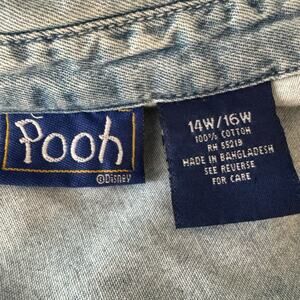 Pooh
©Disney
14W/16W
100% COTTON
RN 55219
MADE IN BANGLADESH
SEE REVERSE
FOR CARE